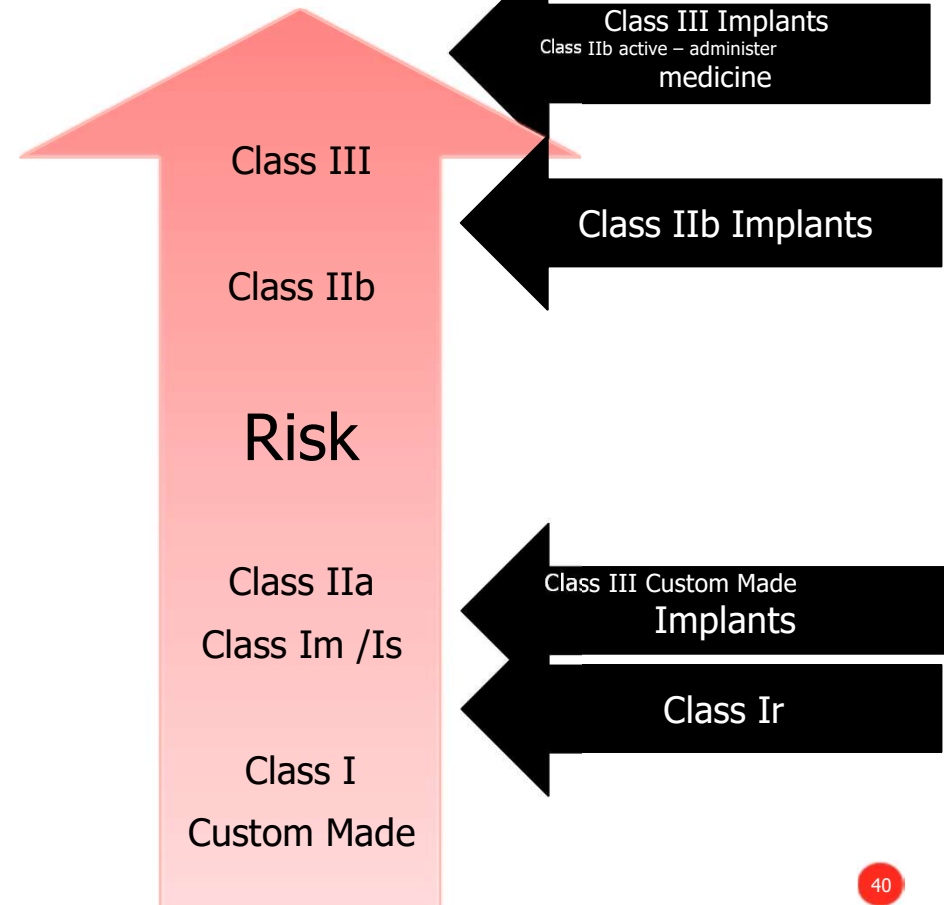 Class III Implants
Class IIb active – administer
medicine
Class III
Class IIb Implants
Class IIb
Risk
Class IIa
Class III Custom Made
Implants
Class Im /Is
Class Ir
Class I
Custom Made
40